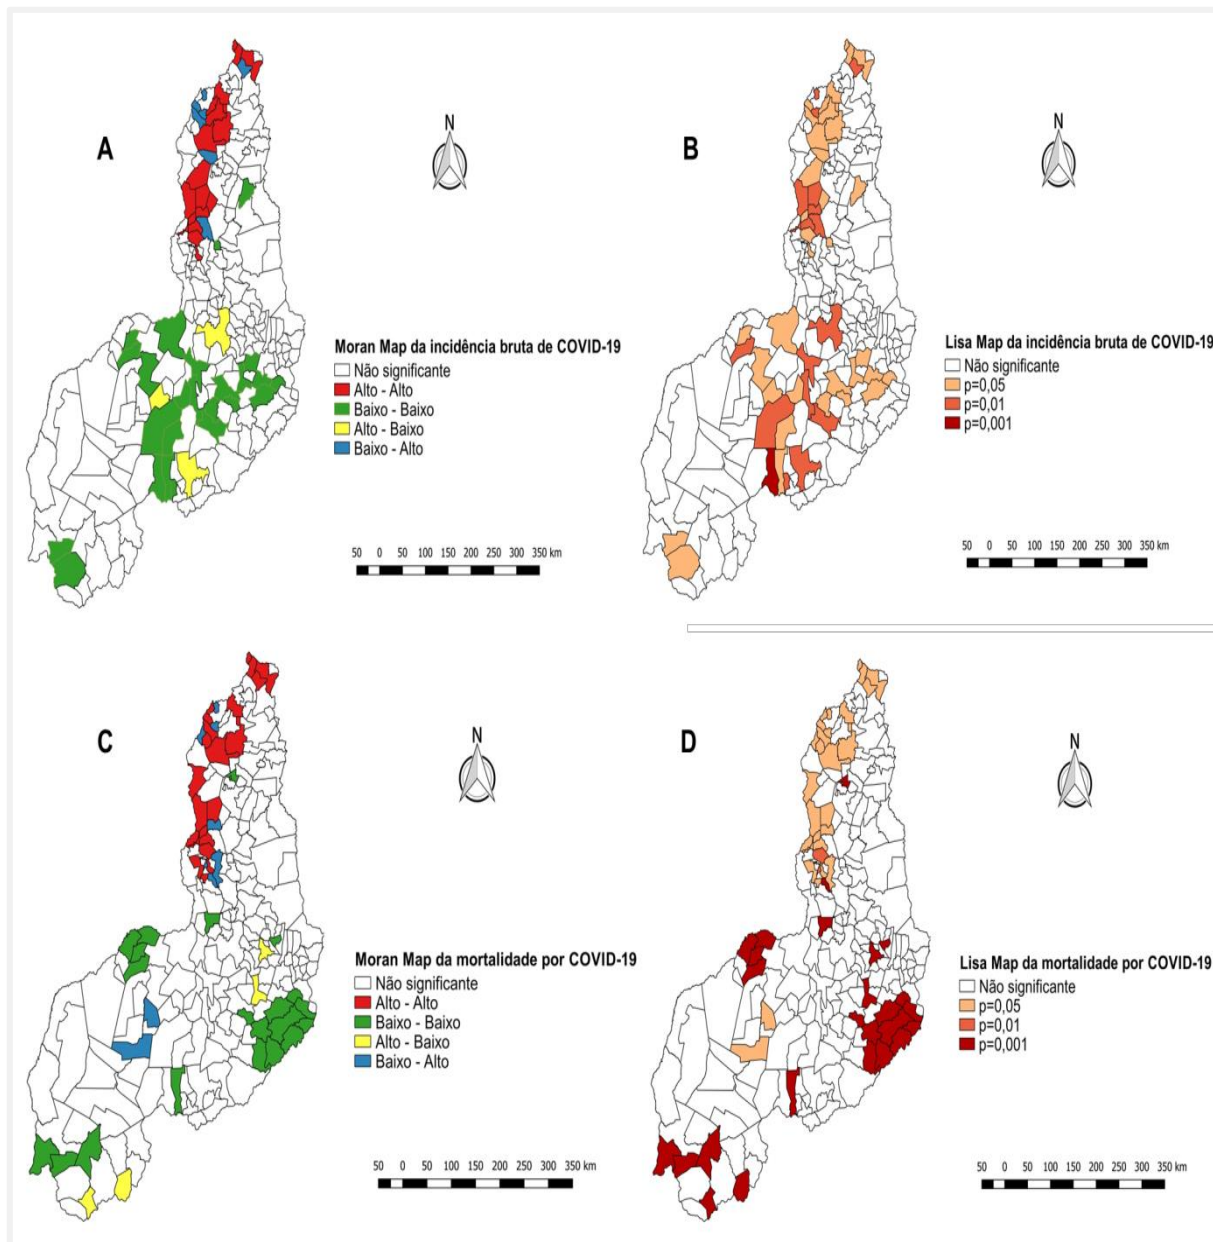 A
N
Moran Map da incidência bruta de COVID-19
Não significante
Alto - Alto
Baixo - Baixo
Alto - Baixo
Baixo - Alto
50 0 50 100 150 200 250 300 350 km
B
N
Lisa Map da incidência bruta de COVID-19
Não significante
p=0,05
p=0,01
p=0,001
50 0 50 100 150 200 250 300 350 km
C
N
Moran Map da mortalidade por COVID-19
Não significante
Alto - Alto
Baixo - Baixo
Alto - Baixo
Baixo - Alto
50 0 50 100 150 200 250 300 350 km
D
N
Lisa Map da mortalidade por COVID-19
Não significante
p=0,05
p=0,01
p=0,001
50 0 50 100 150 200 250 300 350 km